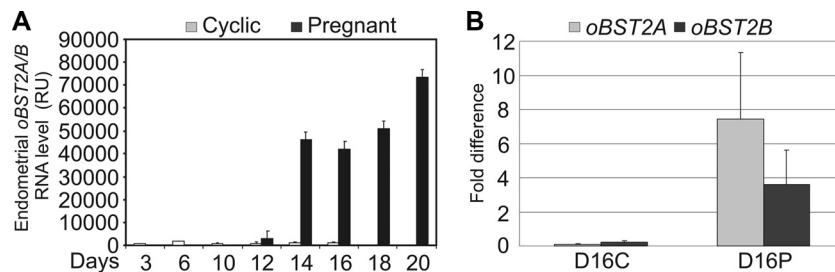 A
Cyclic Pregnant
Endometrial oBST2A/B
RNA level (RU)
90000
80000
70000
60000
50000
40000
30000
20000
10000
0
Days 3 6 10 12 14 16 18 20
B
oBST2A oBST2B
Fold difference
12
10
8
6
4
2
0
D16C D16P